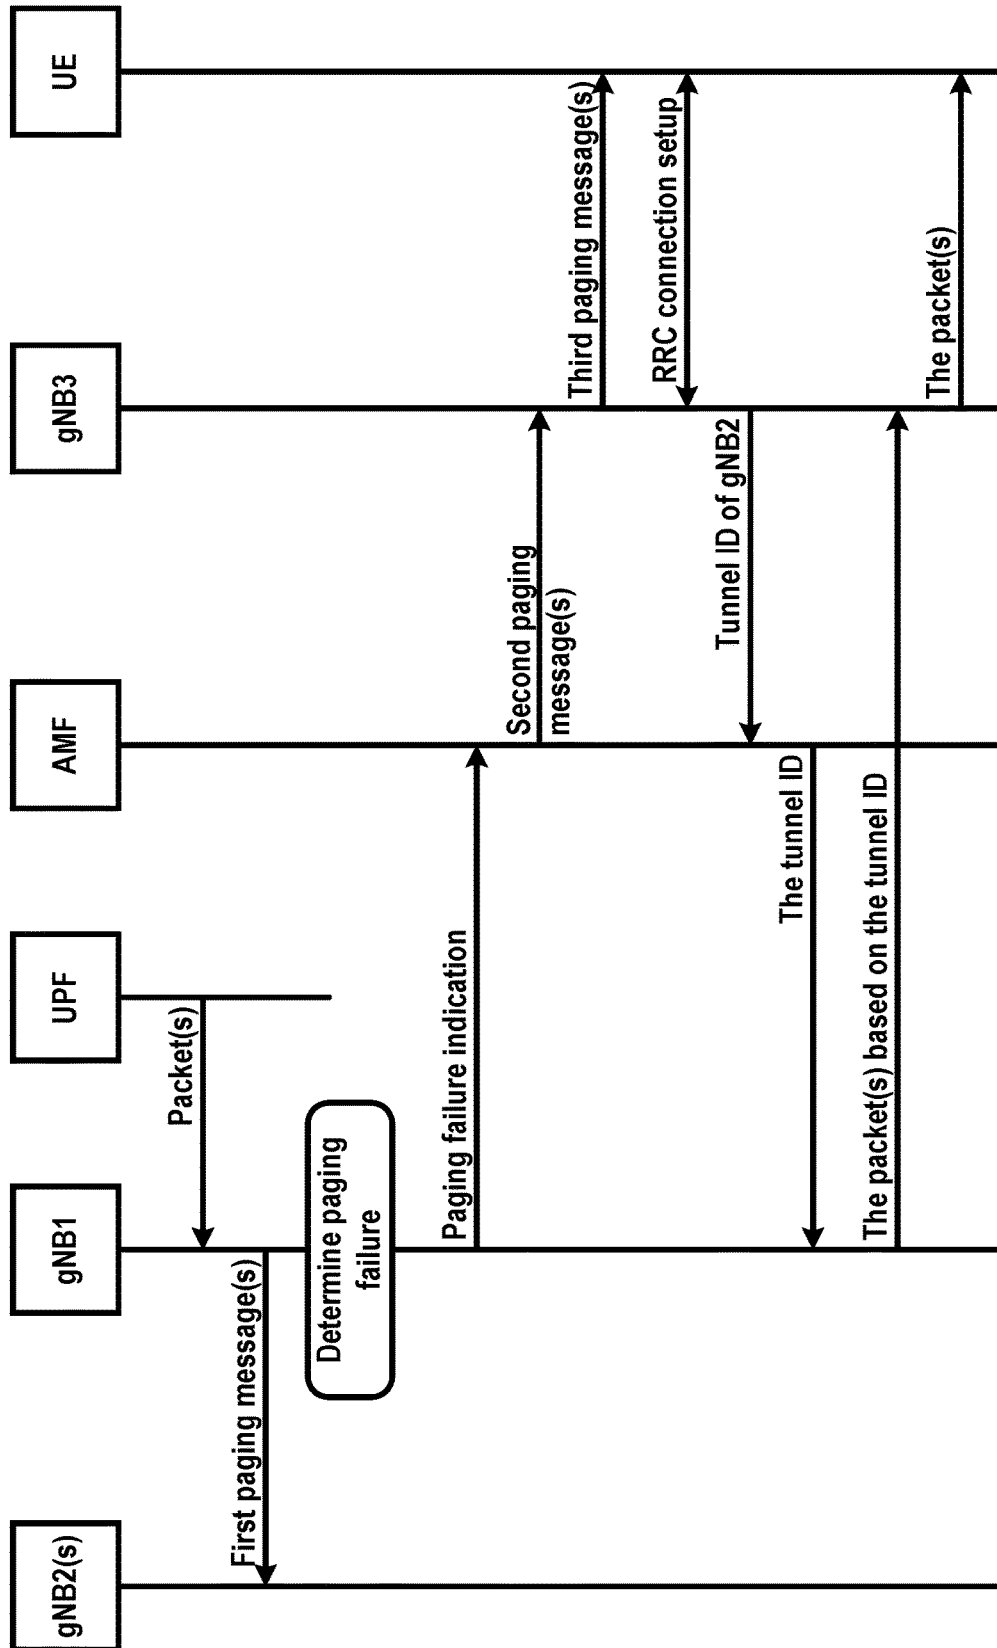 gNB2(s)
gNB1
UPF
AMF
gNB3
UE
Packet(s)
First paging message(s)
Determine paging
failure
Paging failure indication
Second paging
message(s)
Third paging message(s)
RRC connection setup
Tunnel ID of gNB2
The tunnel ID
The packet(s) based on the tunnel ID
The packet(s)